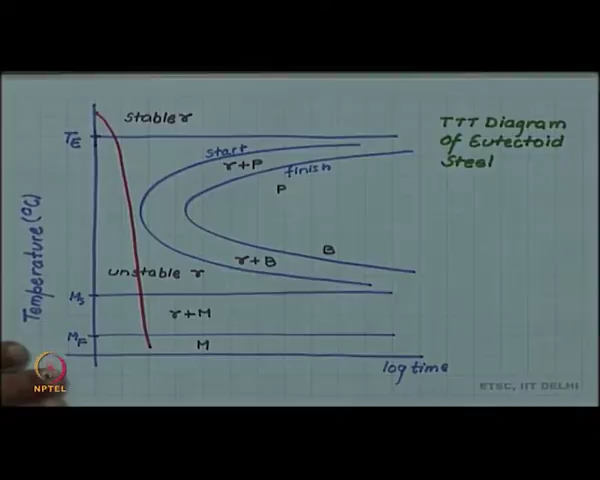 stable γ
TTT Diagram
of Eutectoid
Steel
TE
start
γ+P
finish
P
Temperature (°C)
B
γ+B
unstable γ
Ms
γ+M
MF
M
log time
NPTEL
ETSC, IIT DELHI